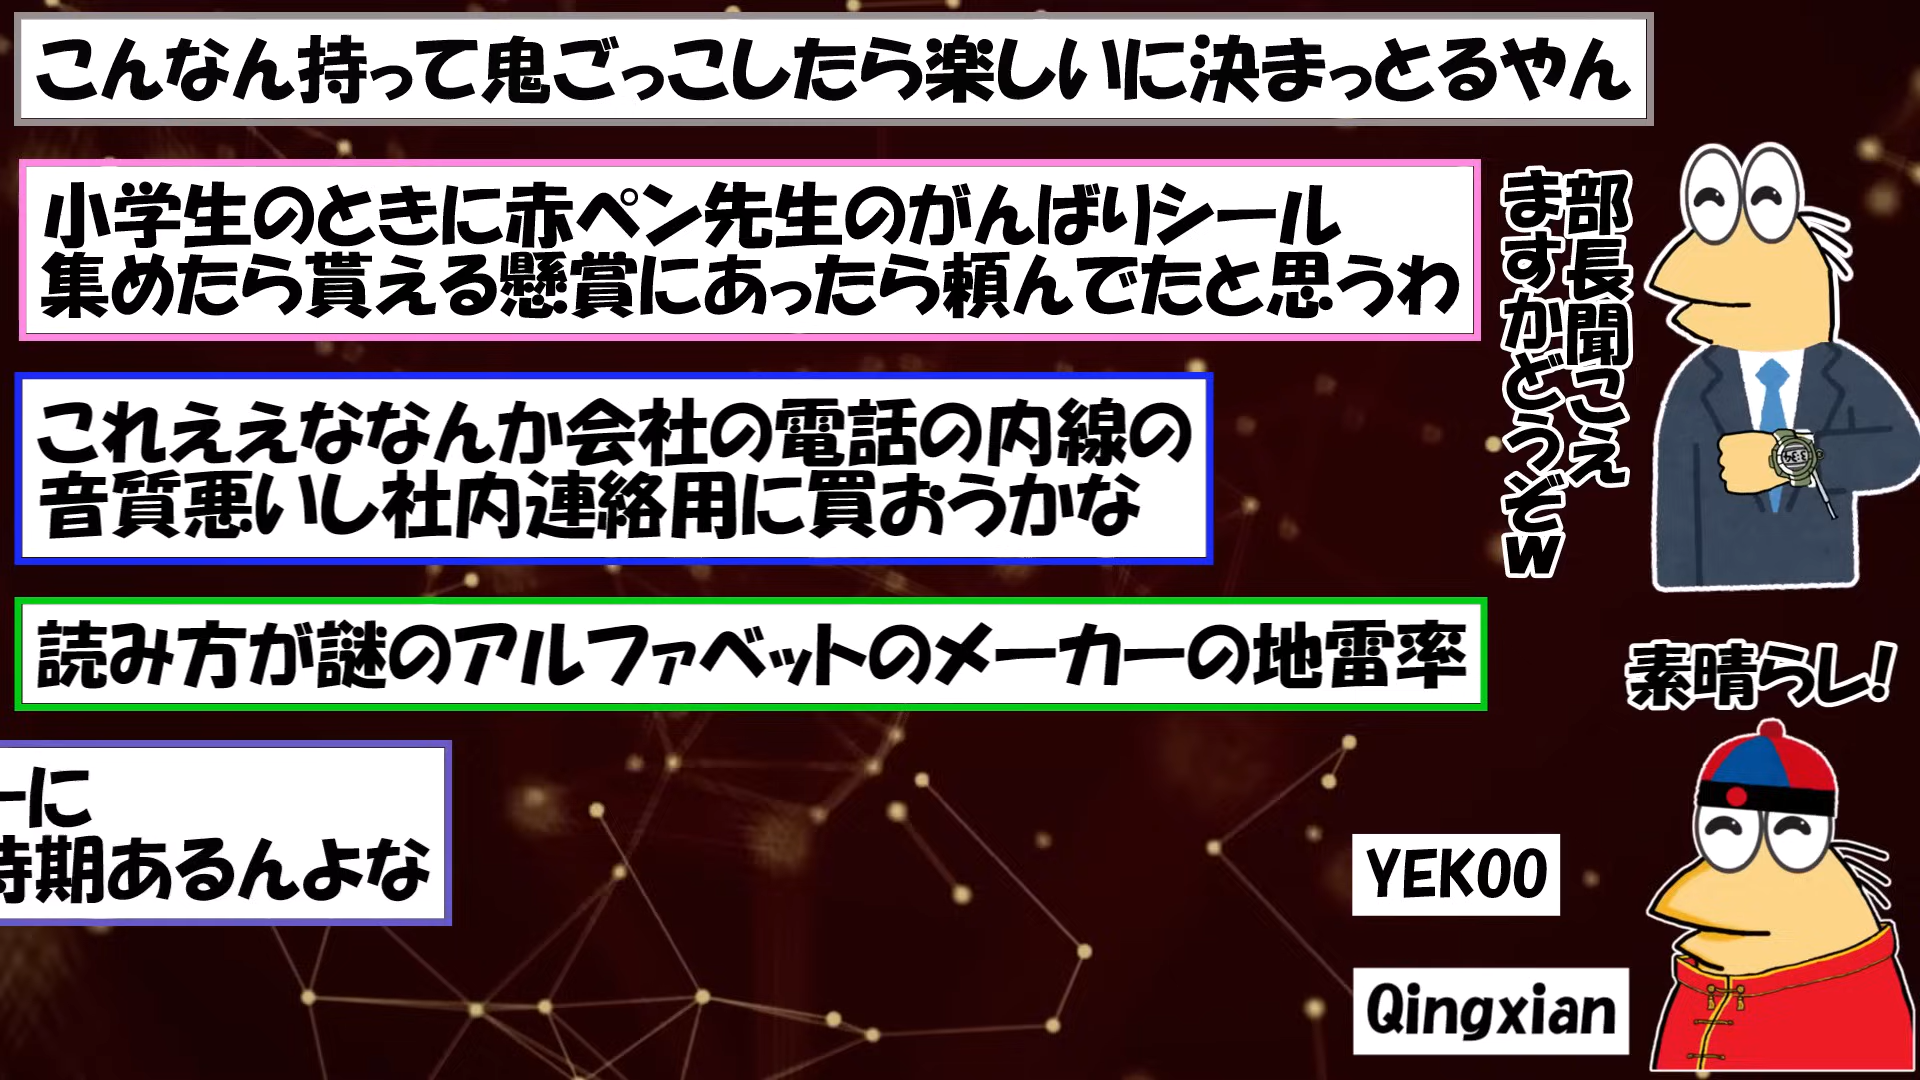 こんなん持って鬼ごっこしたら楽しいに決まっとるやん
小学生のときに赤ペン先生のがんばりシール
集めたら貰える懸賞にあったら頼んでたと思うわ
部長聞こえ
ますかどうぞw
これええななんか会社の電話の内線の
音質悪いし社内連絡用に買おうかな
読み方が謎のアルファベットのメーカーの地雷率
素晴らし!
ーに
時期あるんよな
YEKOO
Qingxian